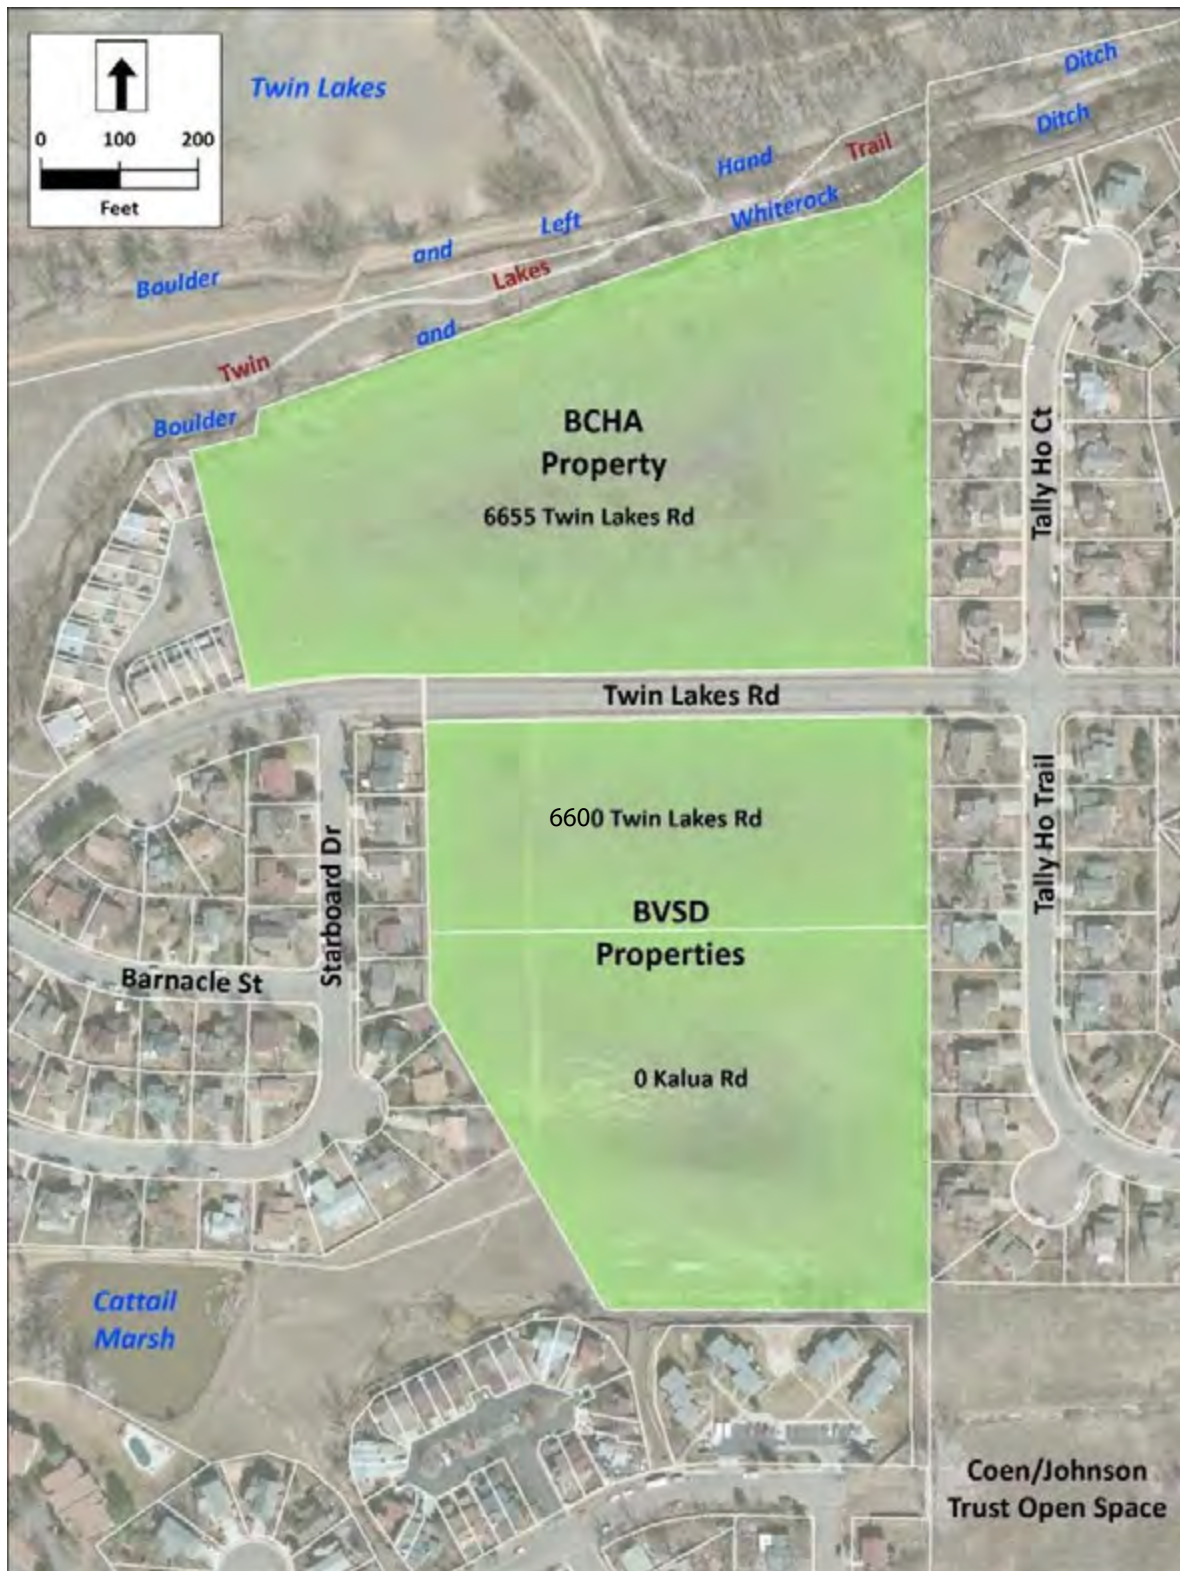 0 100 200
Feet
Twin Lakes
Boulder and Left Hand Ditch
Twin Lakes Trail
Boulder and Whiterock Ditch
BCHA
Property
6655 Twin Lakes Rd
Tally Ho Ct
Twin Lakes Rd
6600 Twin Lakes Rd
Starboard Dr
Tally Ho Trail
BVSD
Properties
Barnacle St
0 Kalua Rd
Cattail
Marsh
Coen/Johnson
Trust Open Space